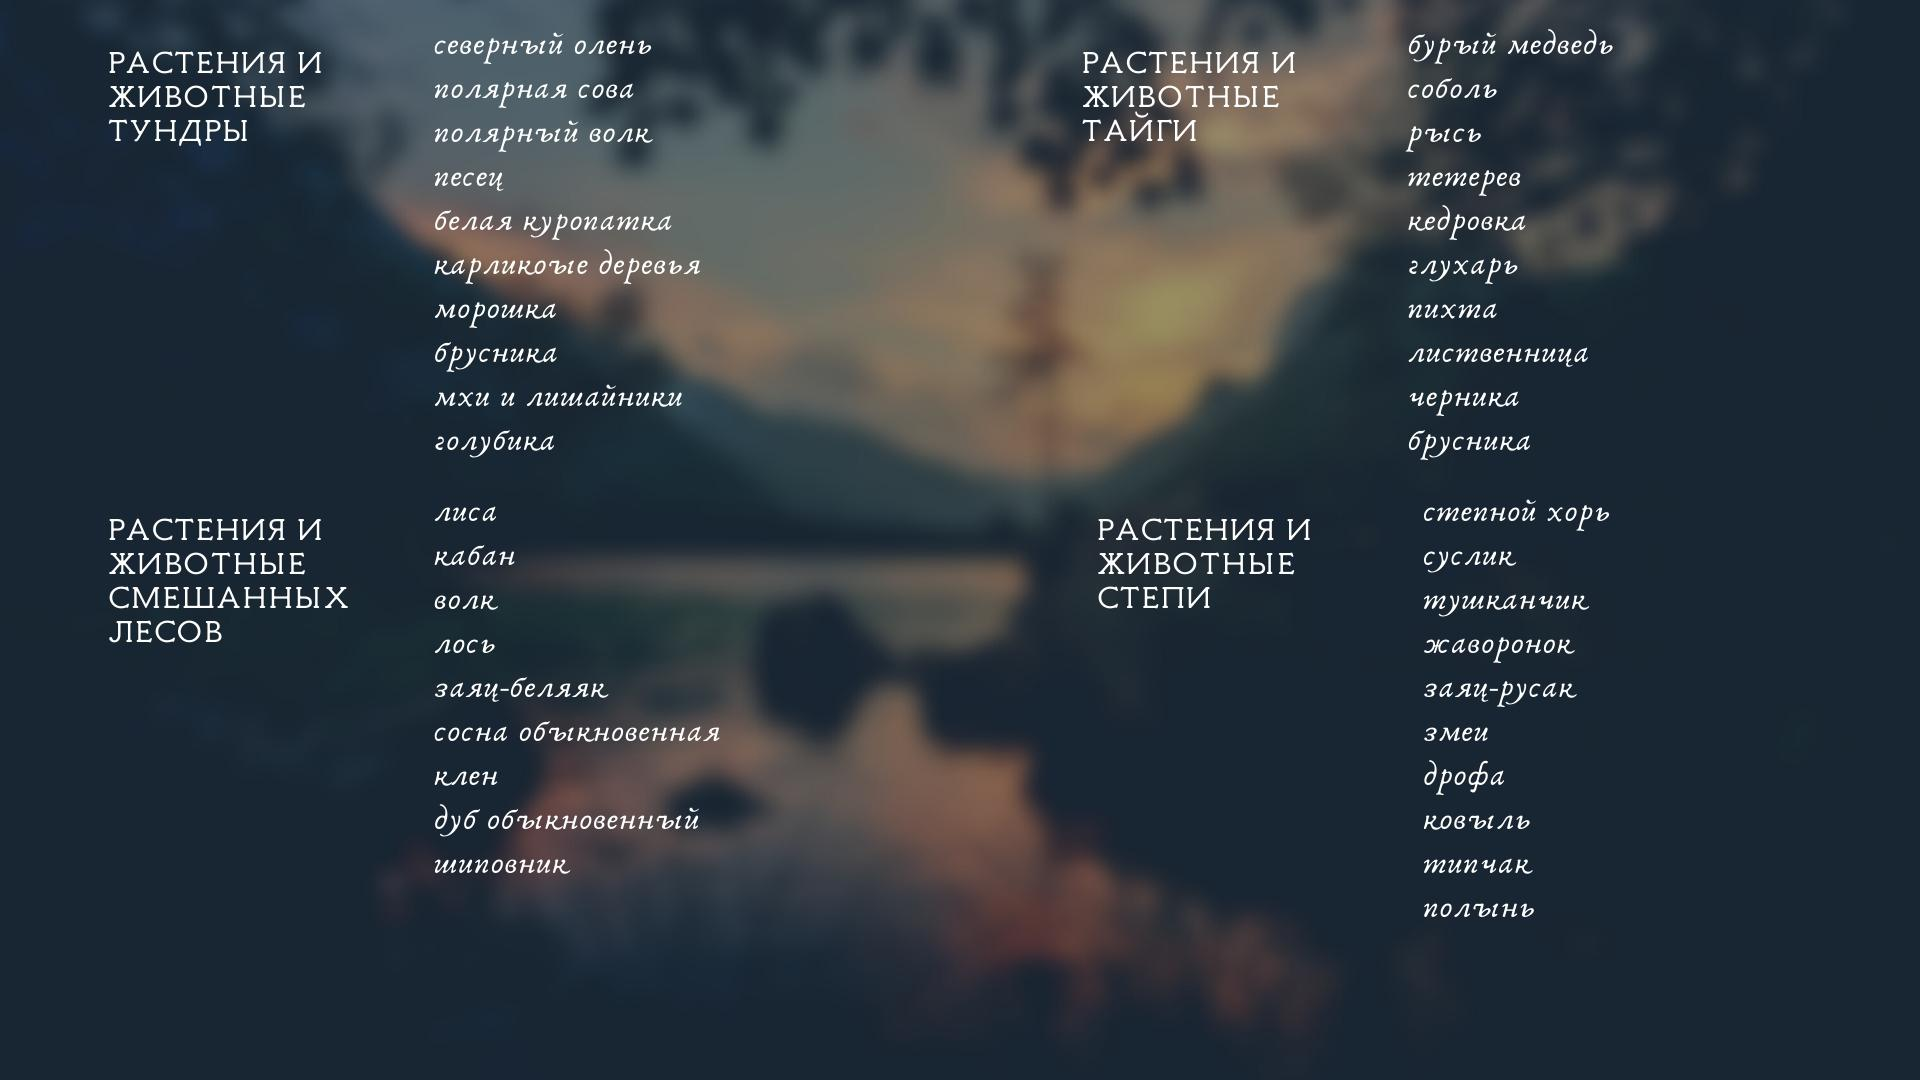 РАСТЕНИЯ И
ЖИВОТНЫЕ
ТУНДРЫ
северный олень
полярная сова
полярный волк
песец
белая куропатка
карликоые деревья
морошка
брусника
мхи и лишайники
голубика
РАСТЕНИЯ И
ЖИВОТНЫЕ
ТАЙГИ
бурый медведь
соболь
рысь
тетерев
кедровка
глухарь
пихта
лиственница
черника
брусника
РАСТЕНИЯ И
ЖИВОТНЫЕ
СМЕШАННЫХ
ЛЕСОВ
лиса
кабан
волк
лось
заяц-беляяк
сосна обыкновенная
клен
дуб обыкновенный
шиповник
РАСТЕНИЯ И
ЖИВОТНЫЕ
СТЕПИ
степной хорь
суслик
тушканчик
жаворонок
заяц-русак
змеи
дрофа
ковыль
типчак
полынь